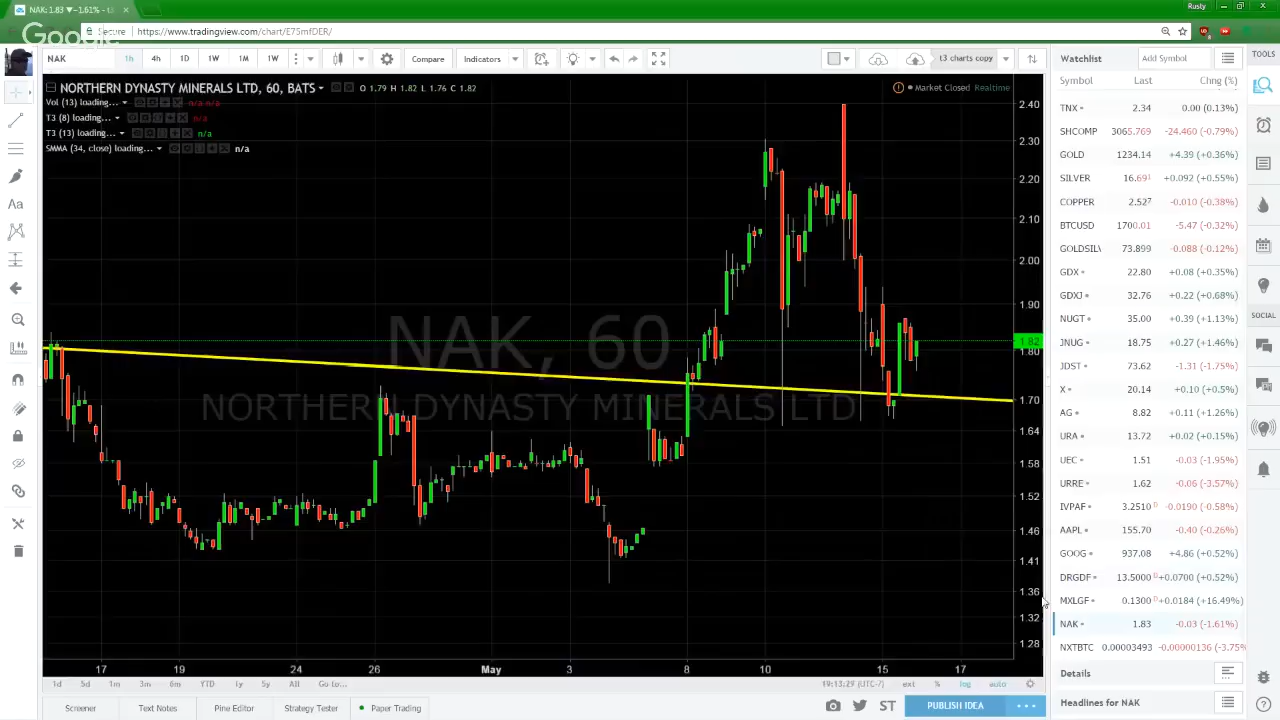 NAK: 1.83 ▼-1.61% -
Rusly
Secure https://www.tradingview.com/chart/E75mfDER/
Google
NAK 1h 4h 1D 1W 1M 1W Compare Indicators t3 charts copy
Watchlist Add Symbol TOOLS
NORTHERN DYNASTY MINERALS LTD, 60, BATS O 1.79 H 1.82 L 1.76 C 1.82
Market Closed Realtime
Vol (13) loading... n/a n/a
T3 (8) loading... n/a
T3 (13) loading... n/a
SMMA (34, close) loading... n/a
Symbol Last Chng (%)
TNX 2.34 0.00 (0.13%)
SHCOMP 3065.769 -24.460 (-0.79%)
GOLD 1234.14 +4.39 (+0.36%)
SILVER 16.691 +0.092 (+0.55%)
COPPER 2.527 -0.010 (-0.38%)
BTCUSD 1700.01 -5.47 (-0.32%)
GOLDSILV 73.899 -0.088 (-0.12%)
GDX 22.80 +0.08 (+0.35%)
GDXJ 32.76 +0.22 (+0.68%)
NUGT 35.00 +0.39 (+1.13%)
JNUG 18.75 +0.27 (+1.46%)
JDST 73.62 -1.31 (-1.75%)
X 20.14 +0.10 (+0.5%)
AG 8.82 +0.11 (+1.26%)
URA 13.72 +0.02 (+0.15%)
UEC 1.51 -0.03 (-1.95%)
URRE 1.62 -0.06 (-3.57%)
IVPAF D 3.2510 -0.0190 (-0.58%)
AAPL 155.70 -0.40 (-0.26%)
GOOG 937.08 +4.86 (+0.52%)
DRGDF D 13.5000 +0.0700 (+0.52%)
MXLGF D 0.1300 +0.0184 (+16.49%)
NAK 1.83 -0.03 (-1.61%)
NXTBTC 0.00003493 -0.00000136 (-3.75%
SOCIAL
NAK, 60
NORTHERN DYNASTY MINERALS LTD
2.40
2.30
2.20
2.10
2.00
1.90
1.82
1.80
1.70
1.64
1.58
1.52
1.46
1.41
1.36
1.32
1.28
17 19 24 26 May 3 8 10 15 17
1d 5d 1m 3m 6m YTD 1y 5y All Go to...
19:13:29 (UTC-7) ext % log auto
Details
Headlines for NAK
Screener Text Notes Pine Editor Strategy Tester Paper Trading
ST PUBLISH IDEA